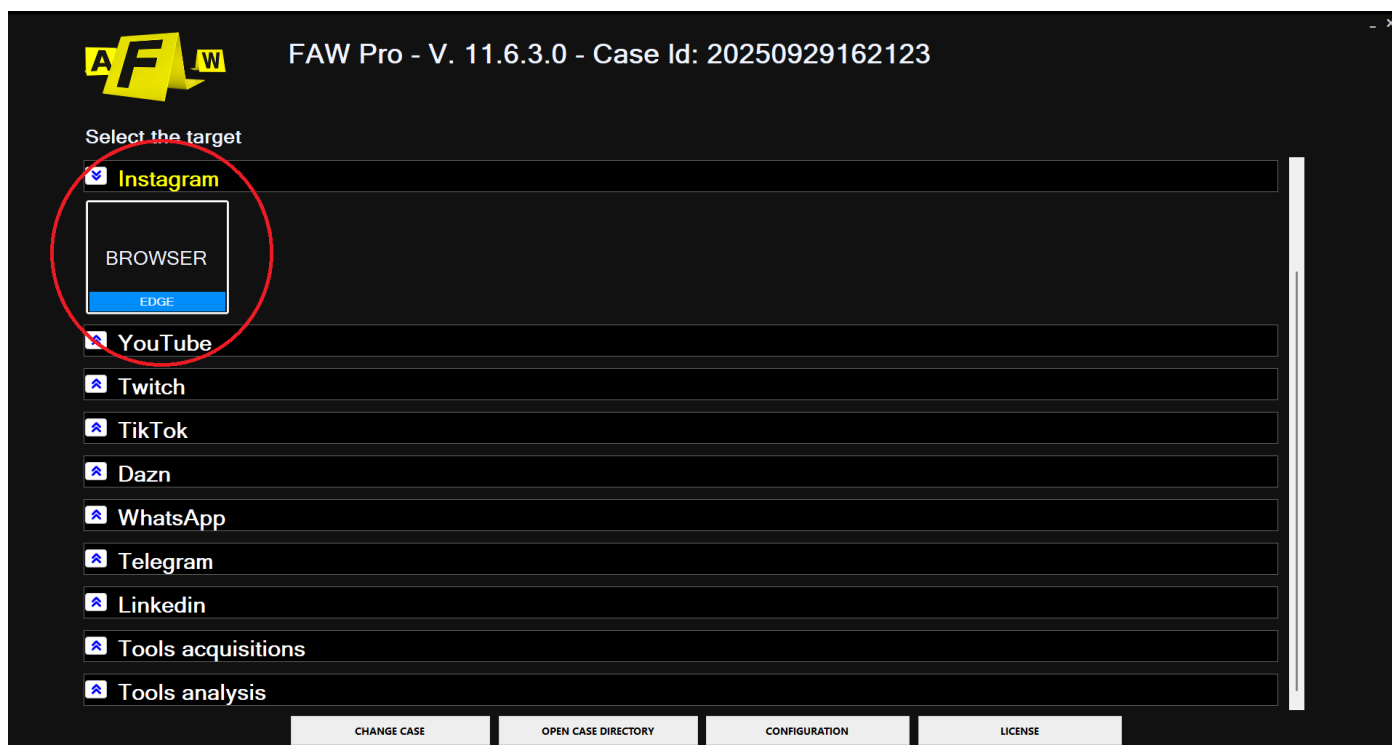 A F W
FAW Pro - V. 11.6.3.0 - Case Id: 20250929162123
Select the target
Instagram
BROWSER
EDGE
YouTube
Twitch
TikTok
Dazn
WhatsApp
Telegram
Linkedin
Tools acquisitions
Tools analysis
CHANGE CASE OPEN CASE DIRECTORY CONFIGURATION LICENSE